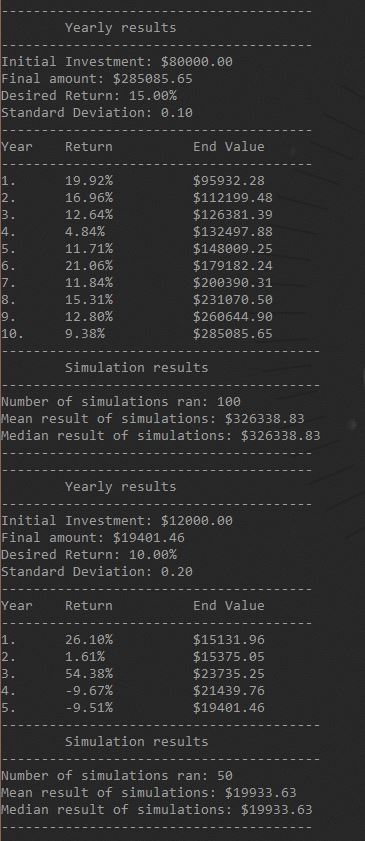 ---------------------------------------
Yearly results
---------------------------------------
Initial Investment: $80000.00
Final amount: $285085.65
Desired Return: 15.00%
Standard Deviation: 0.10
---------------------------------------
Year Return End Value
---------------------------------------
1. 19.92% $95932.28
2. 16.96% $112199.48
3. 12.64% $126381.39
4. 4.84% $132497.88
5. 11.71% $148009.25
6. 21.06% $179182.24
7. 11.84% $200390.31
8. 15.31% $231070.50
9. 12.80% $260644.90
10. 9.38% $285085.65
----------------------------------------
Simulation results
----------------------------------------
Number of simulations ran: 100
Mean result of simulations: $326338.83
Median result of simulations: $326338.83
---------------------------------------
---------------------------------------
Yearly results
---------------------------------------
Initial Investment: $12000.00
Final amount: $19401.46
Desired Return: 10.00%
Standard Deviation: 0.20
---------------------------------------
Year Return End Value
---------------------------------------
1. 26.10% $15131.96
2. 1.61% $15375.05
3. 54.38% $23735.25
4. -9.67% $21439.76
5. -9.51% $19401.46
----------------------------------------
Simulation results
----------------------------------------
Number of simulations ran: 50
Mean result of simulations: $19933.63
Median result of simulations: $19933.63
---------------------------------------